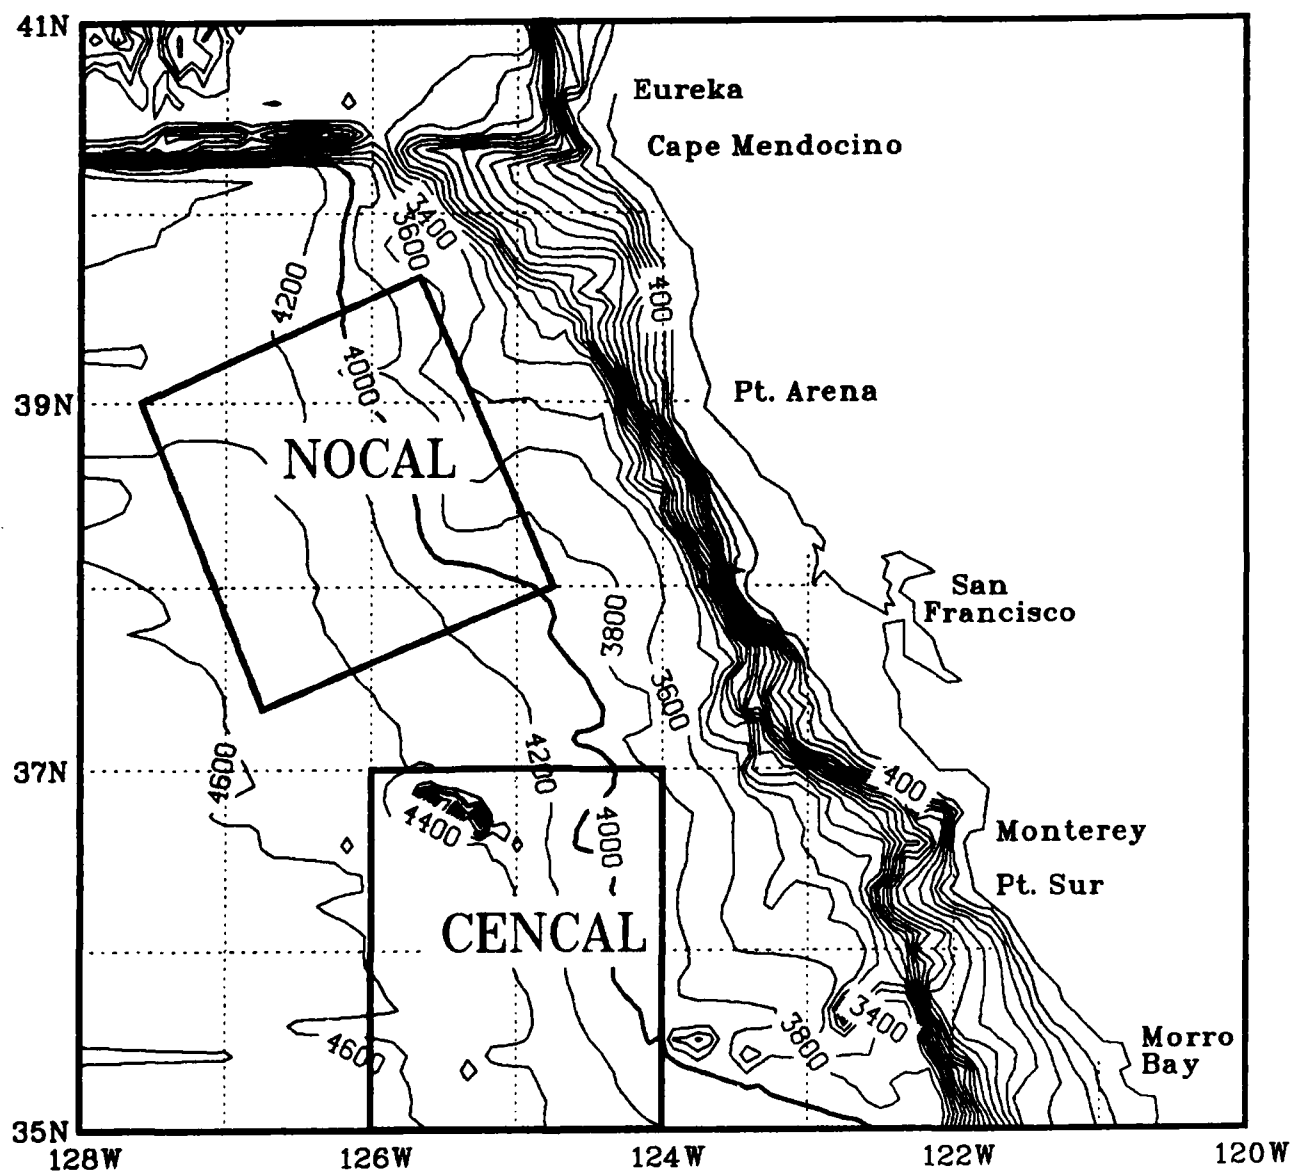 41N
Eureka
Cape Mendocino
3400
3600
4200
400
4000
39N
Pt. Arena
NOCAL
San
Francisco
3800
3600
4200
4600
37N
400
4400
4000
Monterey
Pt. Sur
CENCAL
3400
3800
4600
Morro
Bay
35N
128W
126W
124W
122W
120W